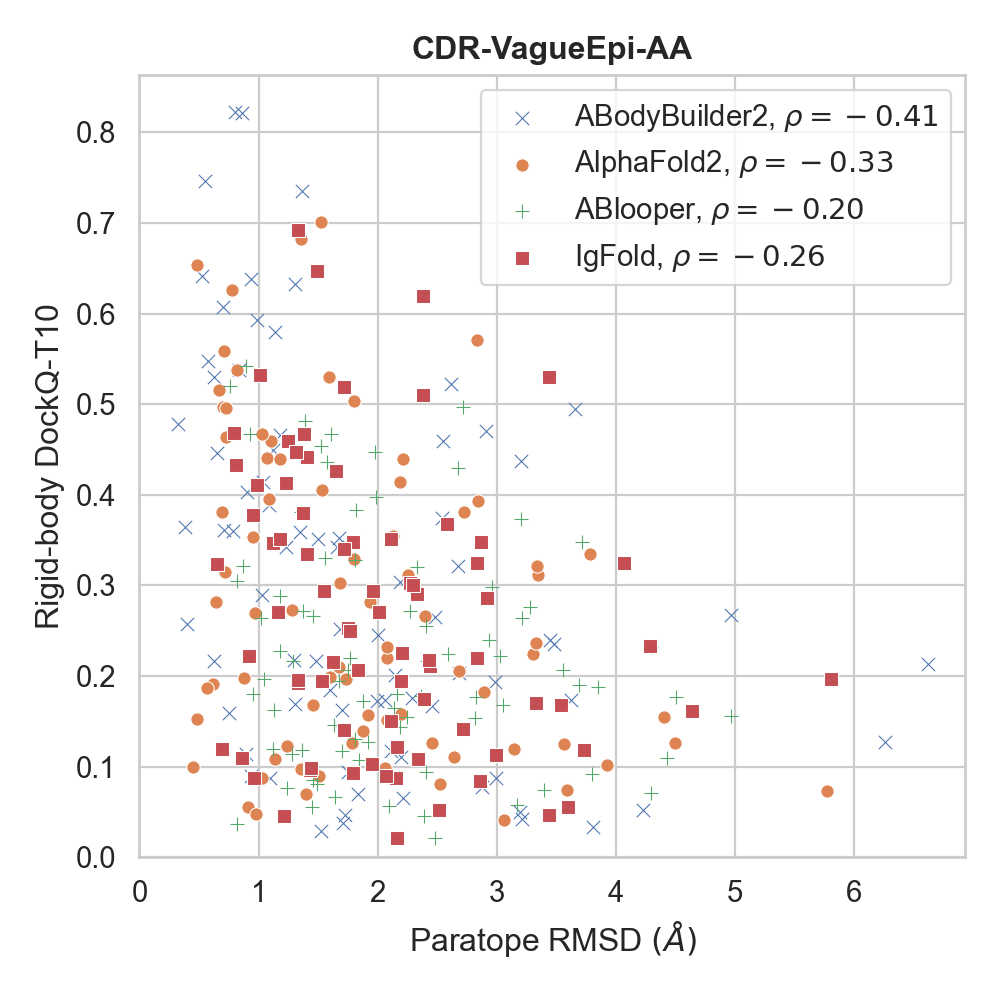 CDR-VagueEpi-AA
ABodyBuilder2, ρ = −0.41
AlphaFold2, ρ = −0.33
ABlooper, ρ = −0.20
IgFold, ρ = −0.26
Rigid-body DockQ-T10
0.8
0.7
0.6
0.5
0.4
0.3
0.2
0.1
0.0
0 1 2 3 4 5 6
Paratope RMSD (Å)